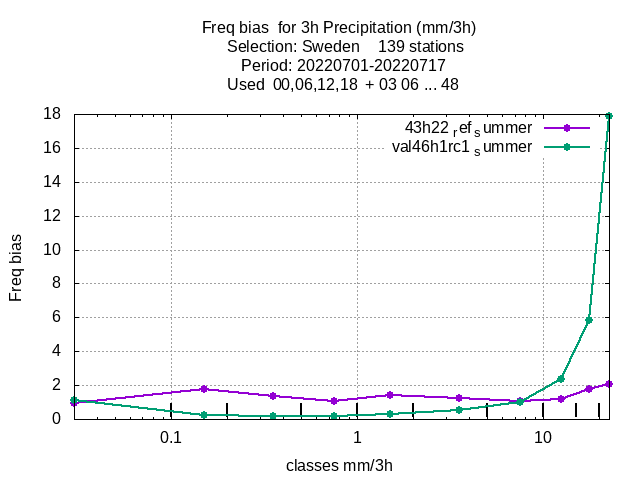 Freq bias  for 3h Precipitation (mm/3h)
Selection: Sweden    139 stations
Period: 20220701-20220717
Used  00,06,12,18  + 03 06 ... 48
43h22 ref summer
val46h1rc1 summer
18
16
14
12
10
8
6
4
2
0
Freq bias
0.1 1 10
classes mm/3h